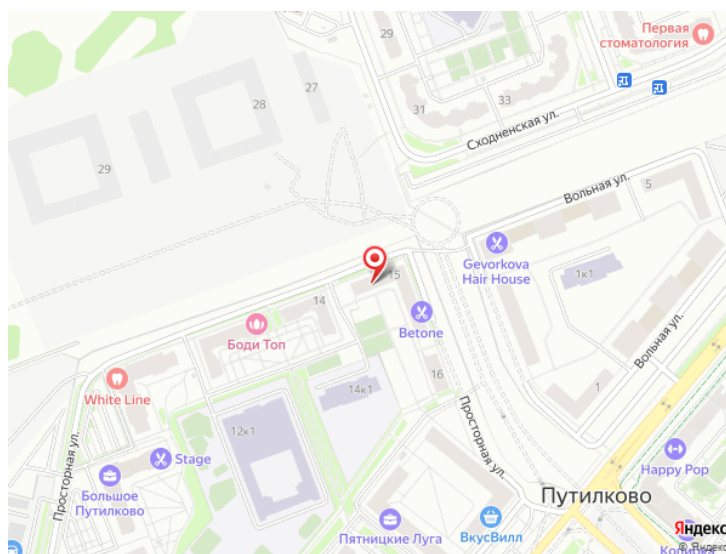 Первая
стоматология
29
27
31
33
28
Сходненская ул.
29
Вольная ул.
5
Gevorkova
Hair House
1к1
15
14
Боди Топ
Betone
Вольная ул.
White Line
16
14к1
1
Просторная ул.
12к1
Просторная ул.
Stage
Happy Pop
Большое
Путилково
Путилково
Пятницкие Луга
ВкусВилл
Яндекс
© Яндекс